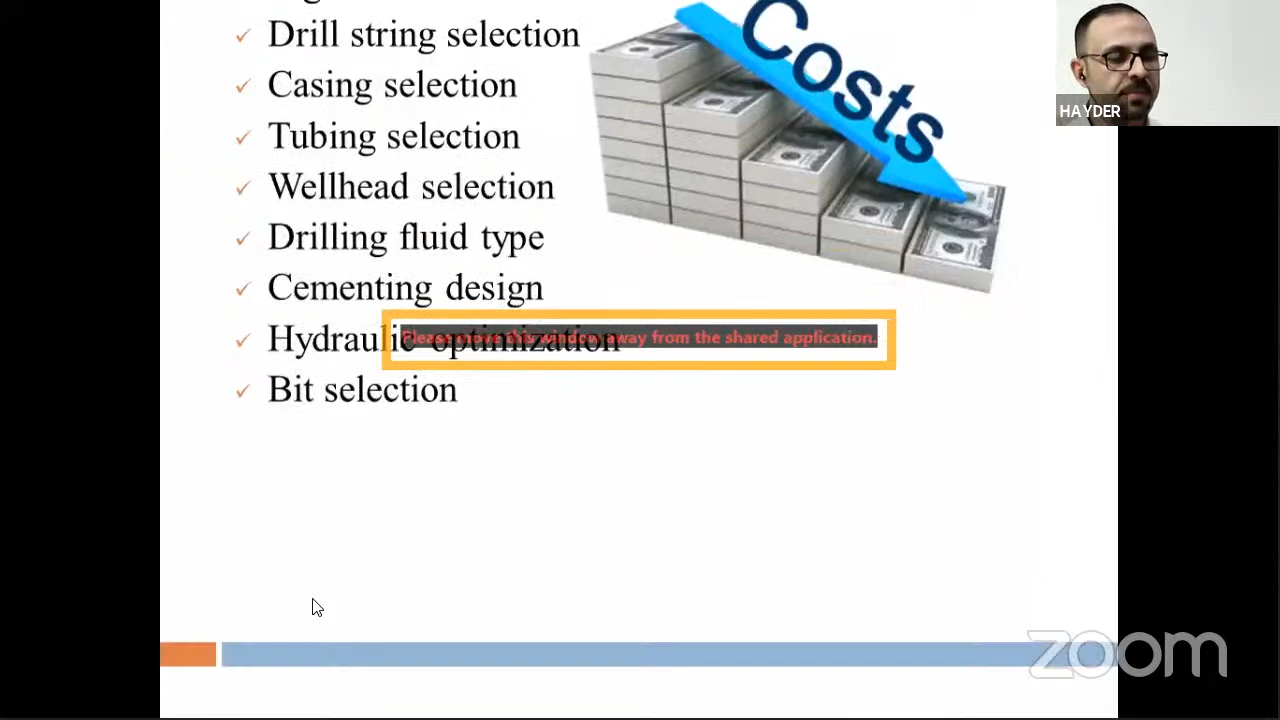 Drill string selection
Casing selection
Tubing selection
Wellhead selection
Drilling fluid type
Cementing design
Hydraulic optimization
Please move this window away from the shared application.
Bit selection
Costs
HAYDER
zoom